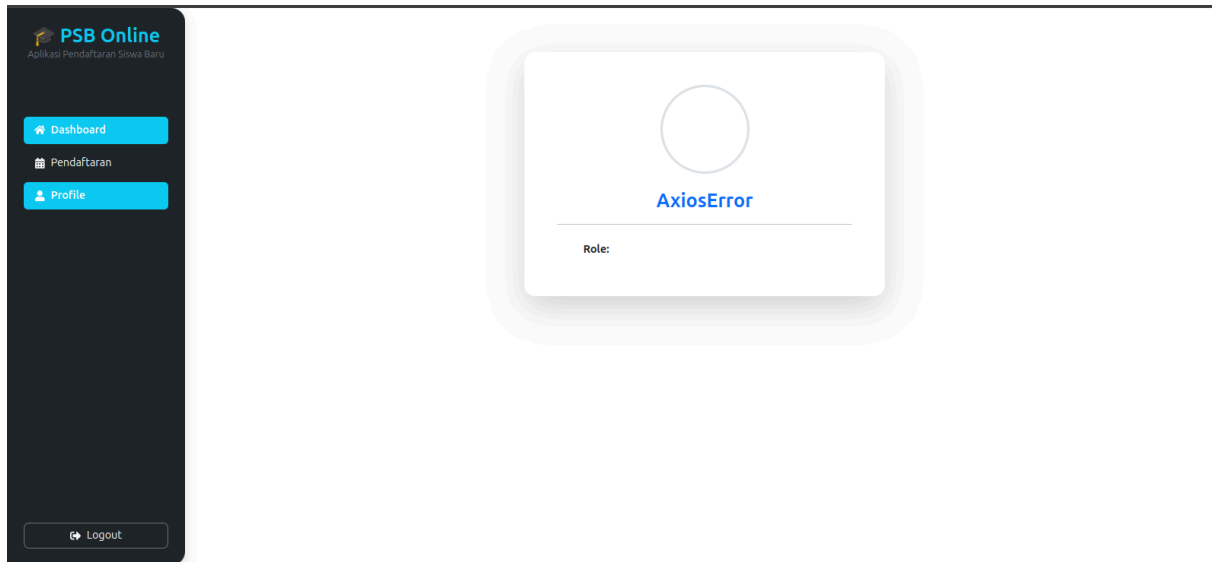 PSB Online
Aplikasi Pendaftaran Siswa Baru
Dashboard
Pendaftaran
Profile
Logout
AxiosError
Role: